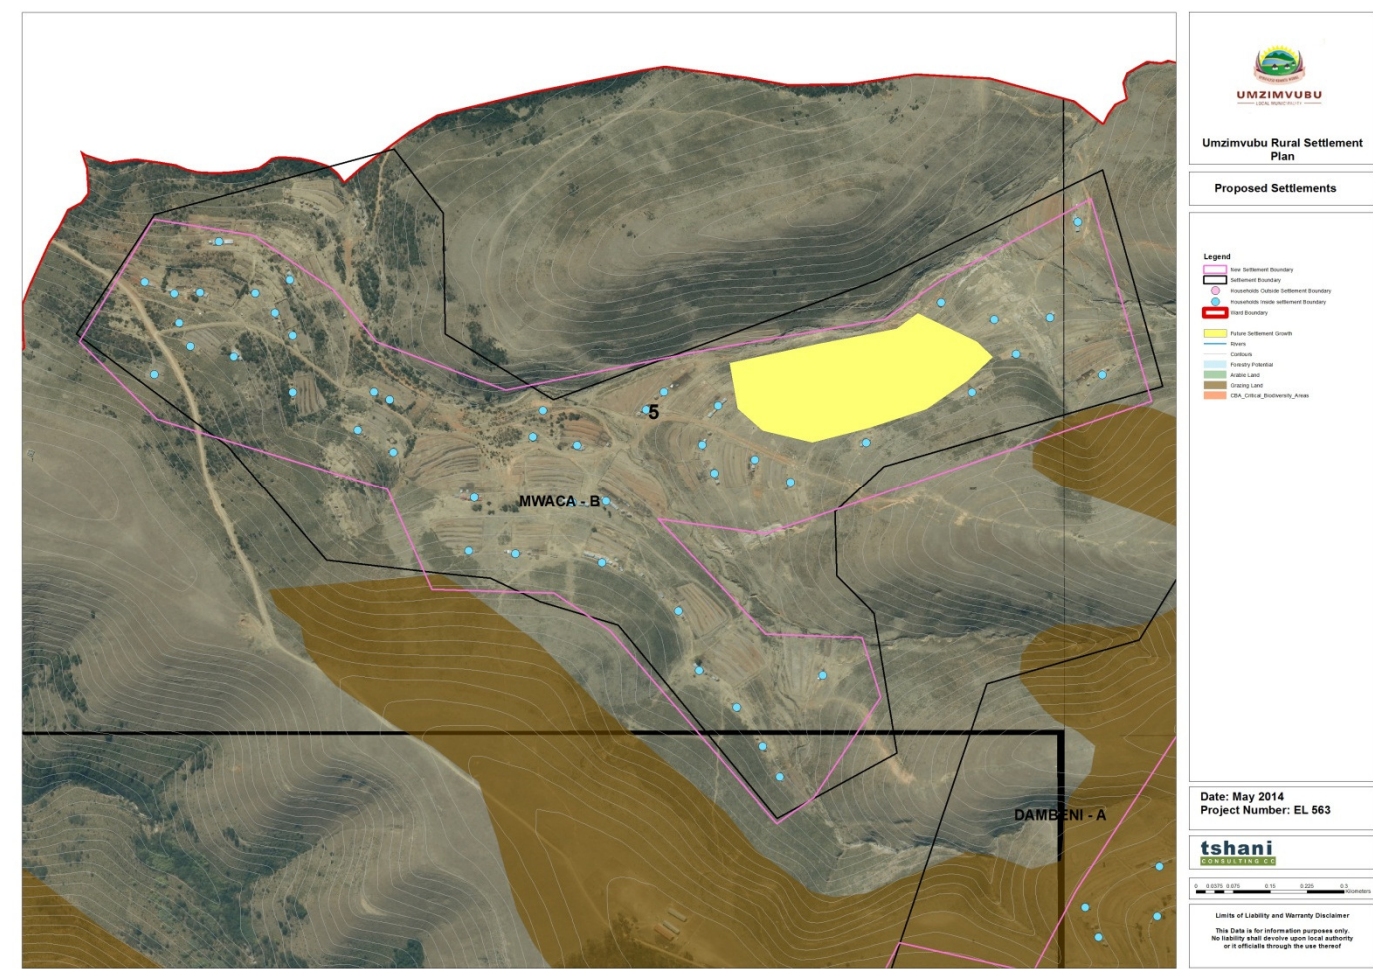 5
MWACA - B
DAMBENI - A
UMZIMVUBU
LOCAL MUNICIPALITY
Umzimvubu Rural Settlement
Plan
Proposed Settlements
Legend
New Settlement Boundary
Settlement Boundary
Households Outside Settlement Boundary
Households Inside settlement Boundary
Ward Boundary
Future Settlement Growth
Rivers
Contours
Forestry Potential
Arable Land
Grazing Land
CBA_Critical_Biodiversity_Areas
Date: May 2014
Project Number: EL 563
tshani
CONSULTING CC
0 0.0375 0.075 0.15 0.225 0.3
Kilometers
Limits of Liability and Warranty Disclaimer
This Data is for information purposes only.
No liability shall devolve upon local authority
or it officials through the use thereof